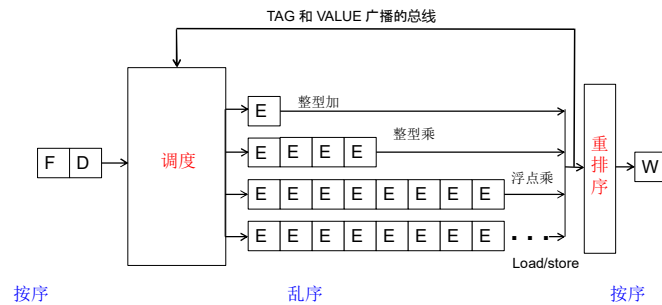 TAG 和 VALUE 广播的总线
E 整型加
F D 调度 E E E E 整型乘 重排序 W
E E E E E E E E 浮点乘
E E E E E E E E . . .
Load/store
按序 乱序 按序